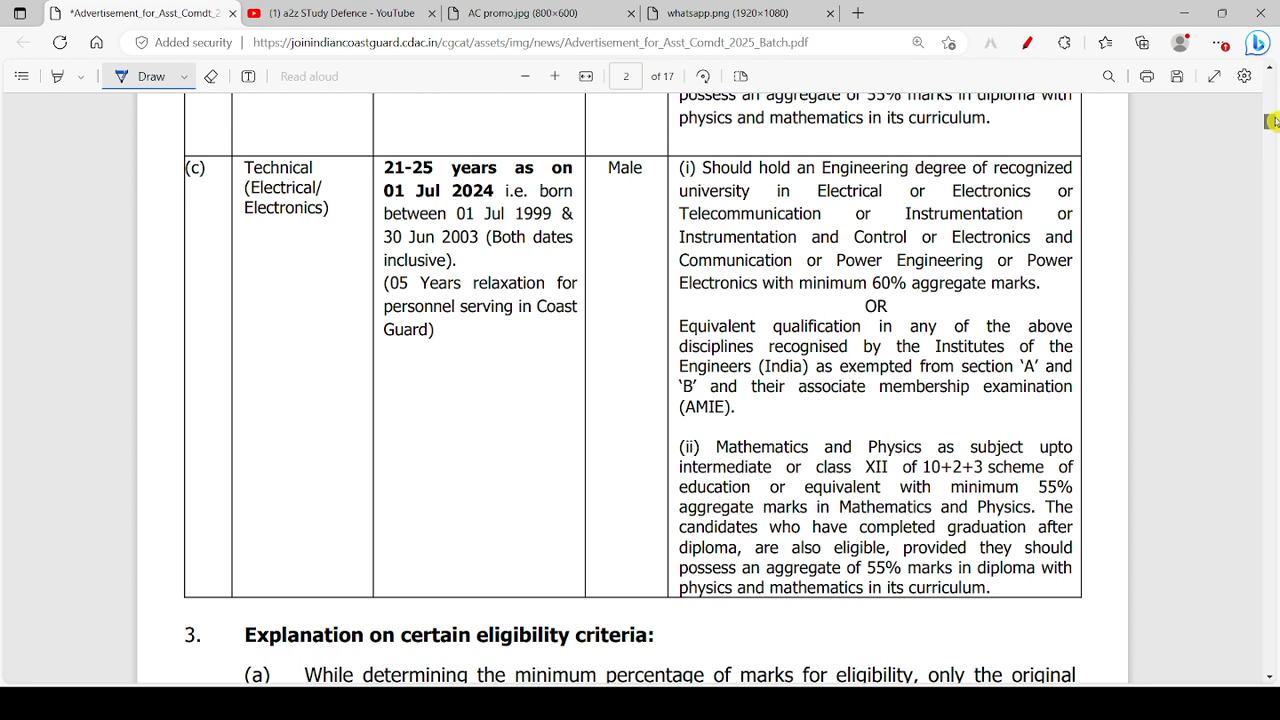 *Advertisement_for_Asst_Comdt_2
(1) a2z STudy Defence - YouTube
AC promo.jpg (800×600)
whatsapp.png (1920×1080)
Added security
https://joinindiancoastguard.cdac.in/cgcat/assets/img/news/Advertisement_for_Asst_Comdt_2025_Batch.pdf
Draw
Read aloud
2
of 17
possess an aggregate of 55% marks in diploma with
physics and mathematics in its curriculum.
(c)
Technical
(Electrical/
Electronics)
21-25 years as on
01 Jul 2024 i.e. born
between 01 Jul 1999 &
30 Jun 2003 (Both dates
inclusive).
(05 Years relaxation for
personnel serving in Coast
Guard)
Male
(i) Should hold an Engineering degree of recognized
university in Electrical or Electronics or
Telecommunication or Instrumentation or
Instrumentation and Control or Electronics and
Communication or Power Engineering or Power
Electronics with minimum 60% aggregate marks.
OR
Equivalent qualification in any of the above
disciplines recognised by the Institutes of the
Engineers (India) as exempted from section ‘A’ and
‘B’ and their associate membership examination
(AMIE).
(ii) Mathematics and Physics as subject upto
intermediate or class XII of 10+2+3 scheme of
education or equivalent with minimum 55%
aggregate marks in Mathematics and Physics. The
candidates who have completed graduation after
diploma, are also eligible, provided they should
possess an aggregate of 55% marks in diploma with
physics and mathematics in its curriculum.
3. Explanation on certain eligibility criteria:
(a) While determining the minimum percentage of marks for eligibility, only the original